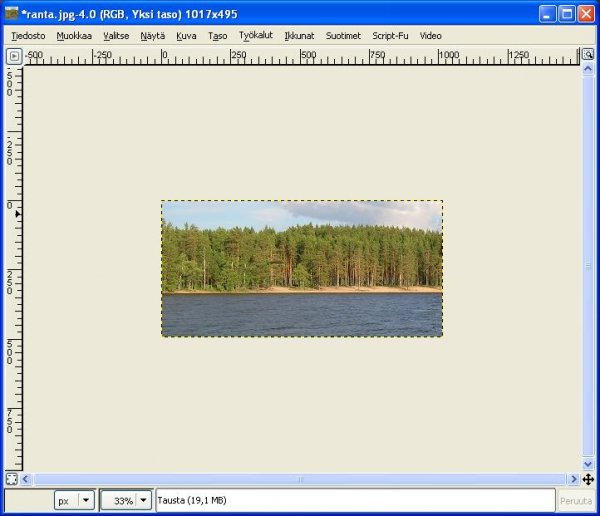 *ranta.jpg-4.0 (RGB, Yksi taso) 1017x495
Tiedosto Muokkaa Valitse Näytä Kuva Taso Työkalut Ikkunat Suotimet Script-Fu Video
-500 -250 0 250 500 750 1000 1250
500
250
0
250
500
750
px 33% Tausta (19,1 MB) Peruuta